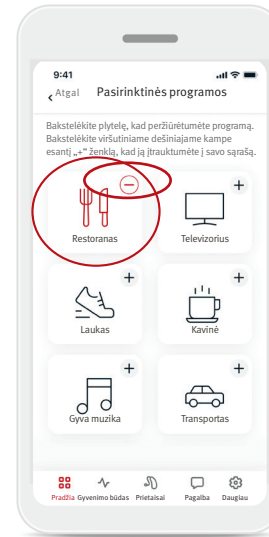 9:41
Atgal Pasirinktinės programos
Bakstelėkite plytelę, kad peržiūrėtumėte programą.
Bakstelėkite viršutiniame dešiniajame kampe
esantį „+“ ženklą, kad ją įtrauktumėte į savo sąrašą.
Restoranas Televizorius
Laukas Kavinė
Gyva muzika Transportas
Pradžia Gyvenimo būdas Prietaisai Pagalba Daugiau